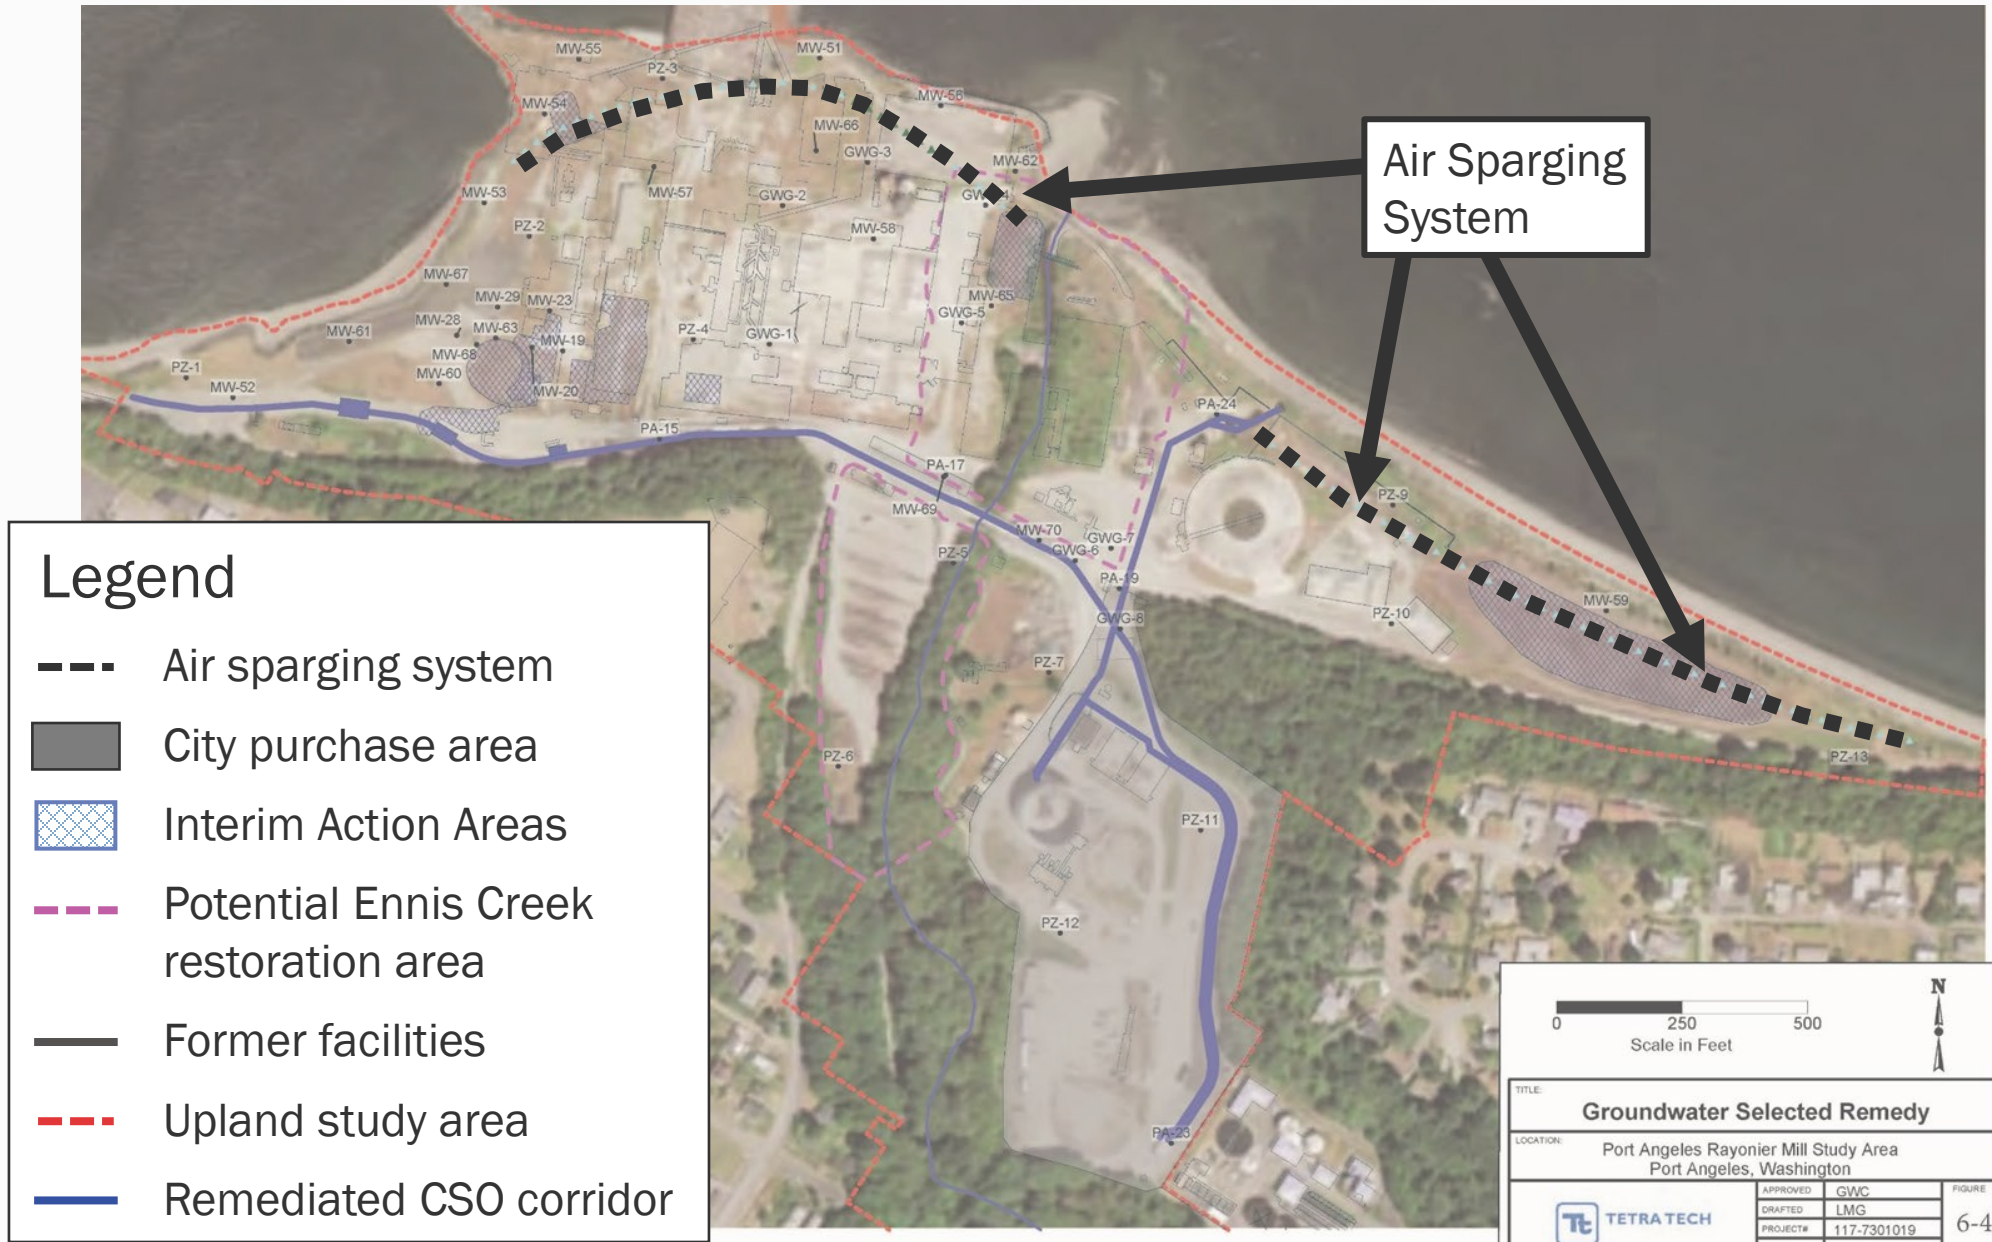 MW-55
MW-51
PZ-3
MW-54
MW-56
MW-66
GWG-3
MW-62
MW-53
MW-57
GWG-2
PZ-2
MW-58
MW-67
MW-29
MW-23
MW-65
GWG-5
MW-28
MW-63
MW-61
PZ-4
GWG-1
MW-19
MW-68
PZ-1
MW-60
MW-52
MW-20
PA-15
PA-24
PA-17
MW-69
PZ-9
MW-70
GWG-7
GWG-6
PZ-5
PA-19
GWG-8
MW-59
PZ-10
PZ-7
PZ-6
PZ-13
PZ-11
PZ-12
PA-23
Air Sparging
System
Legend
Air sparging system
City purchase area
Interim Action Areas
Potential Ennis Creek
restoration area
Former facilities
Upland study area
Remediated CSO corridor
N
0 250 500
Scale in Feet
TITLE:
Groundwater Selected Remedy
LOCATION:
Port Angeles Rayonier Mill Study Area
Port Angeles, Washington
Tt TETRA TECH
APPROVED GWC
DRAFTED LMG
PROJECT# 117-7301019
FIGURE
6-4